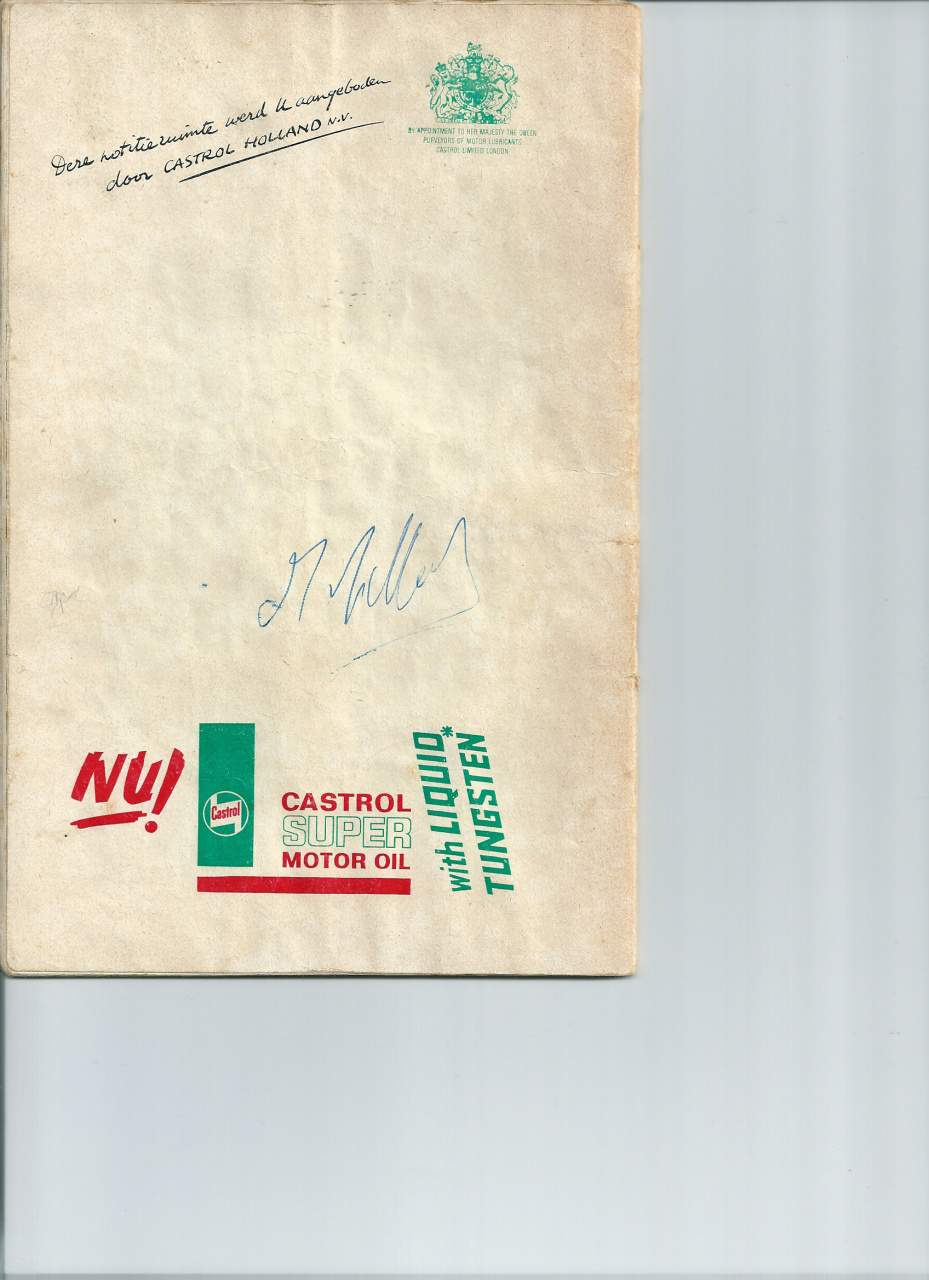 Deze notitieruimte werd U aangeboden
door CASTROL HOLLAND N.V.
BY APPOINTMENT TO HER MAJESTY THE QUEEN
PURVEYORS OF MOTOR LUBRICANTS
CASTROL LIMITED LONDON
NU!
Castrol
CASTROL
SUPER
MOTOR OIL
with LIQUID*
TUNGSTEN